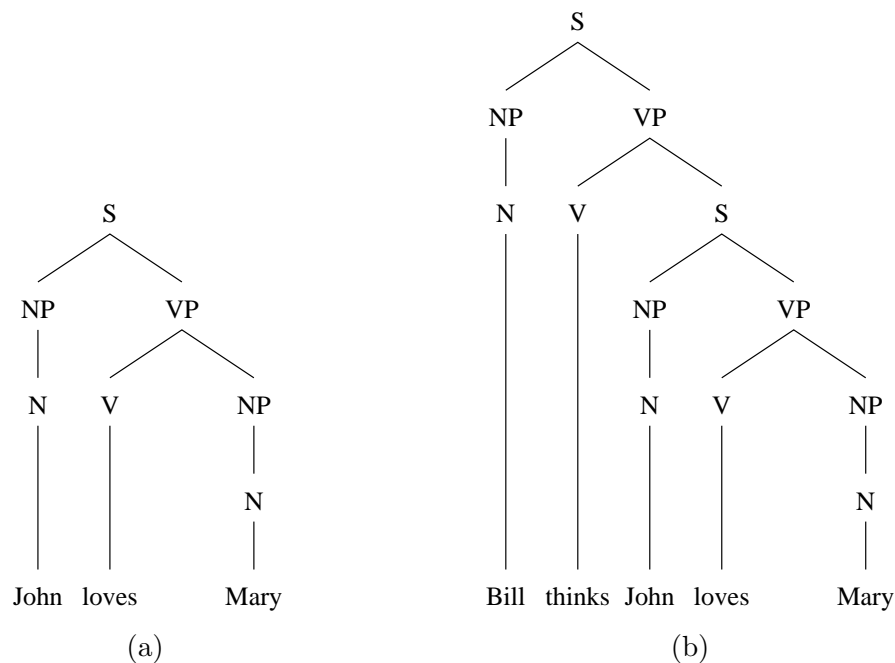 S
NP VP
N V S
NP VP
N V NP
N
Bill thinks John loves Mary
(b)
S
NP VP
N V NP
N
John loves Mary
(a)